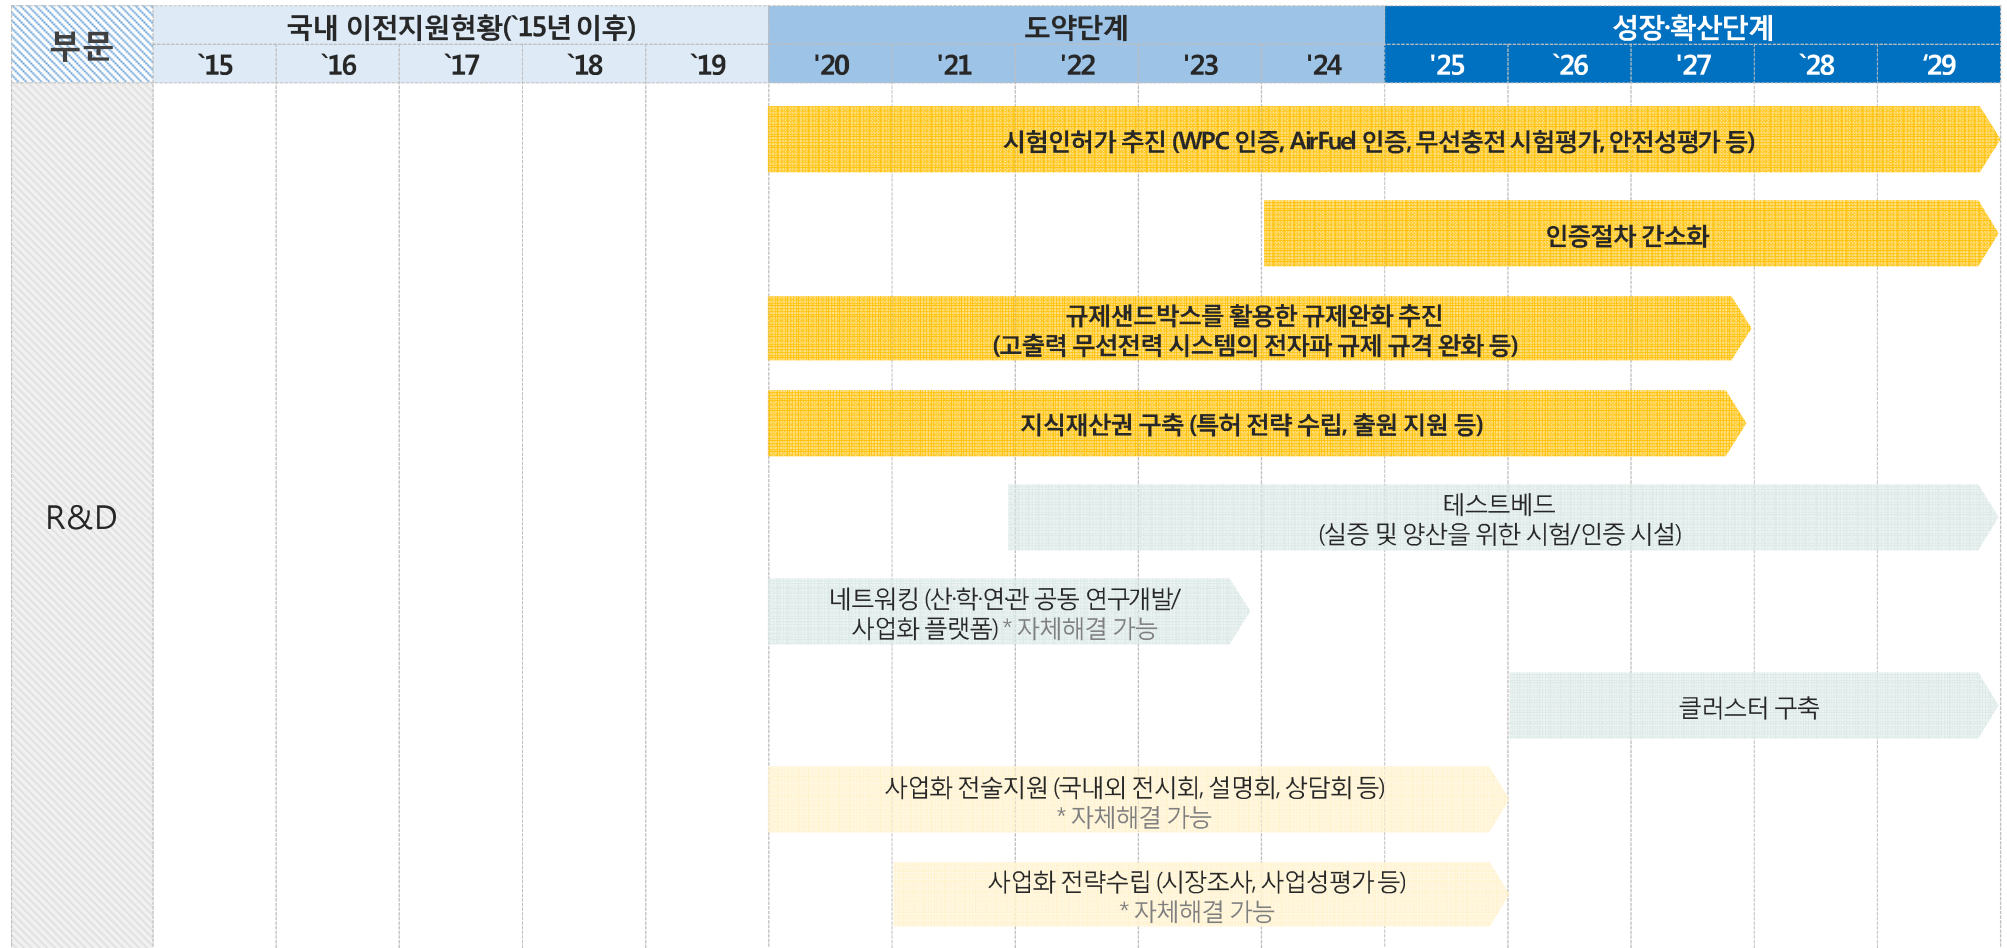 부문
국내 이전지원현황(`15년 이후)
도약단계
성장·확산단계
`15 `16 `17 `18 `19 '20 '21 '22 '23 '24 '25 `26 '27 `28 ‘29
R&D
시험인허가 추진 (WPC 인증, AirFuel 인증, 무선충전 시험평가, 안전성평가 등)
인증절차 간소화
규제샌드박스를 활용한 규제완화 추진
(고출력 무선전력 시스템의 전자파 규제 규격 완화 등)
지식재산권 구축 (특허 전략 수립, 출원 지원 등)
테스트베드
(실증 및 양산을 위한 시험/인증 시설)
네트워킹 (산·학·연관 공동 연구개발/
사업화 플랫폼) * 자체해결 가능
클러스터 구축
사업화 전술지원 (국내외 전시회, 설명회, 상담회 등)
* 자체해결 가능
사업화 전략수립 (시장조사, 사업성평가 등)
* 자체해결 가능